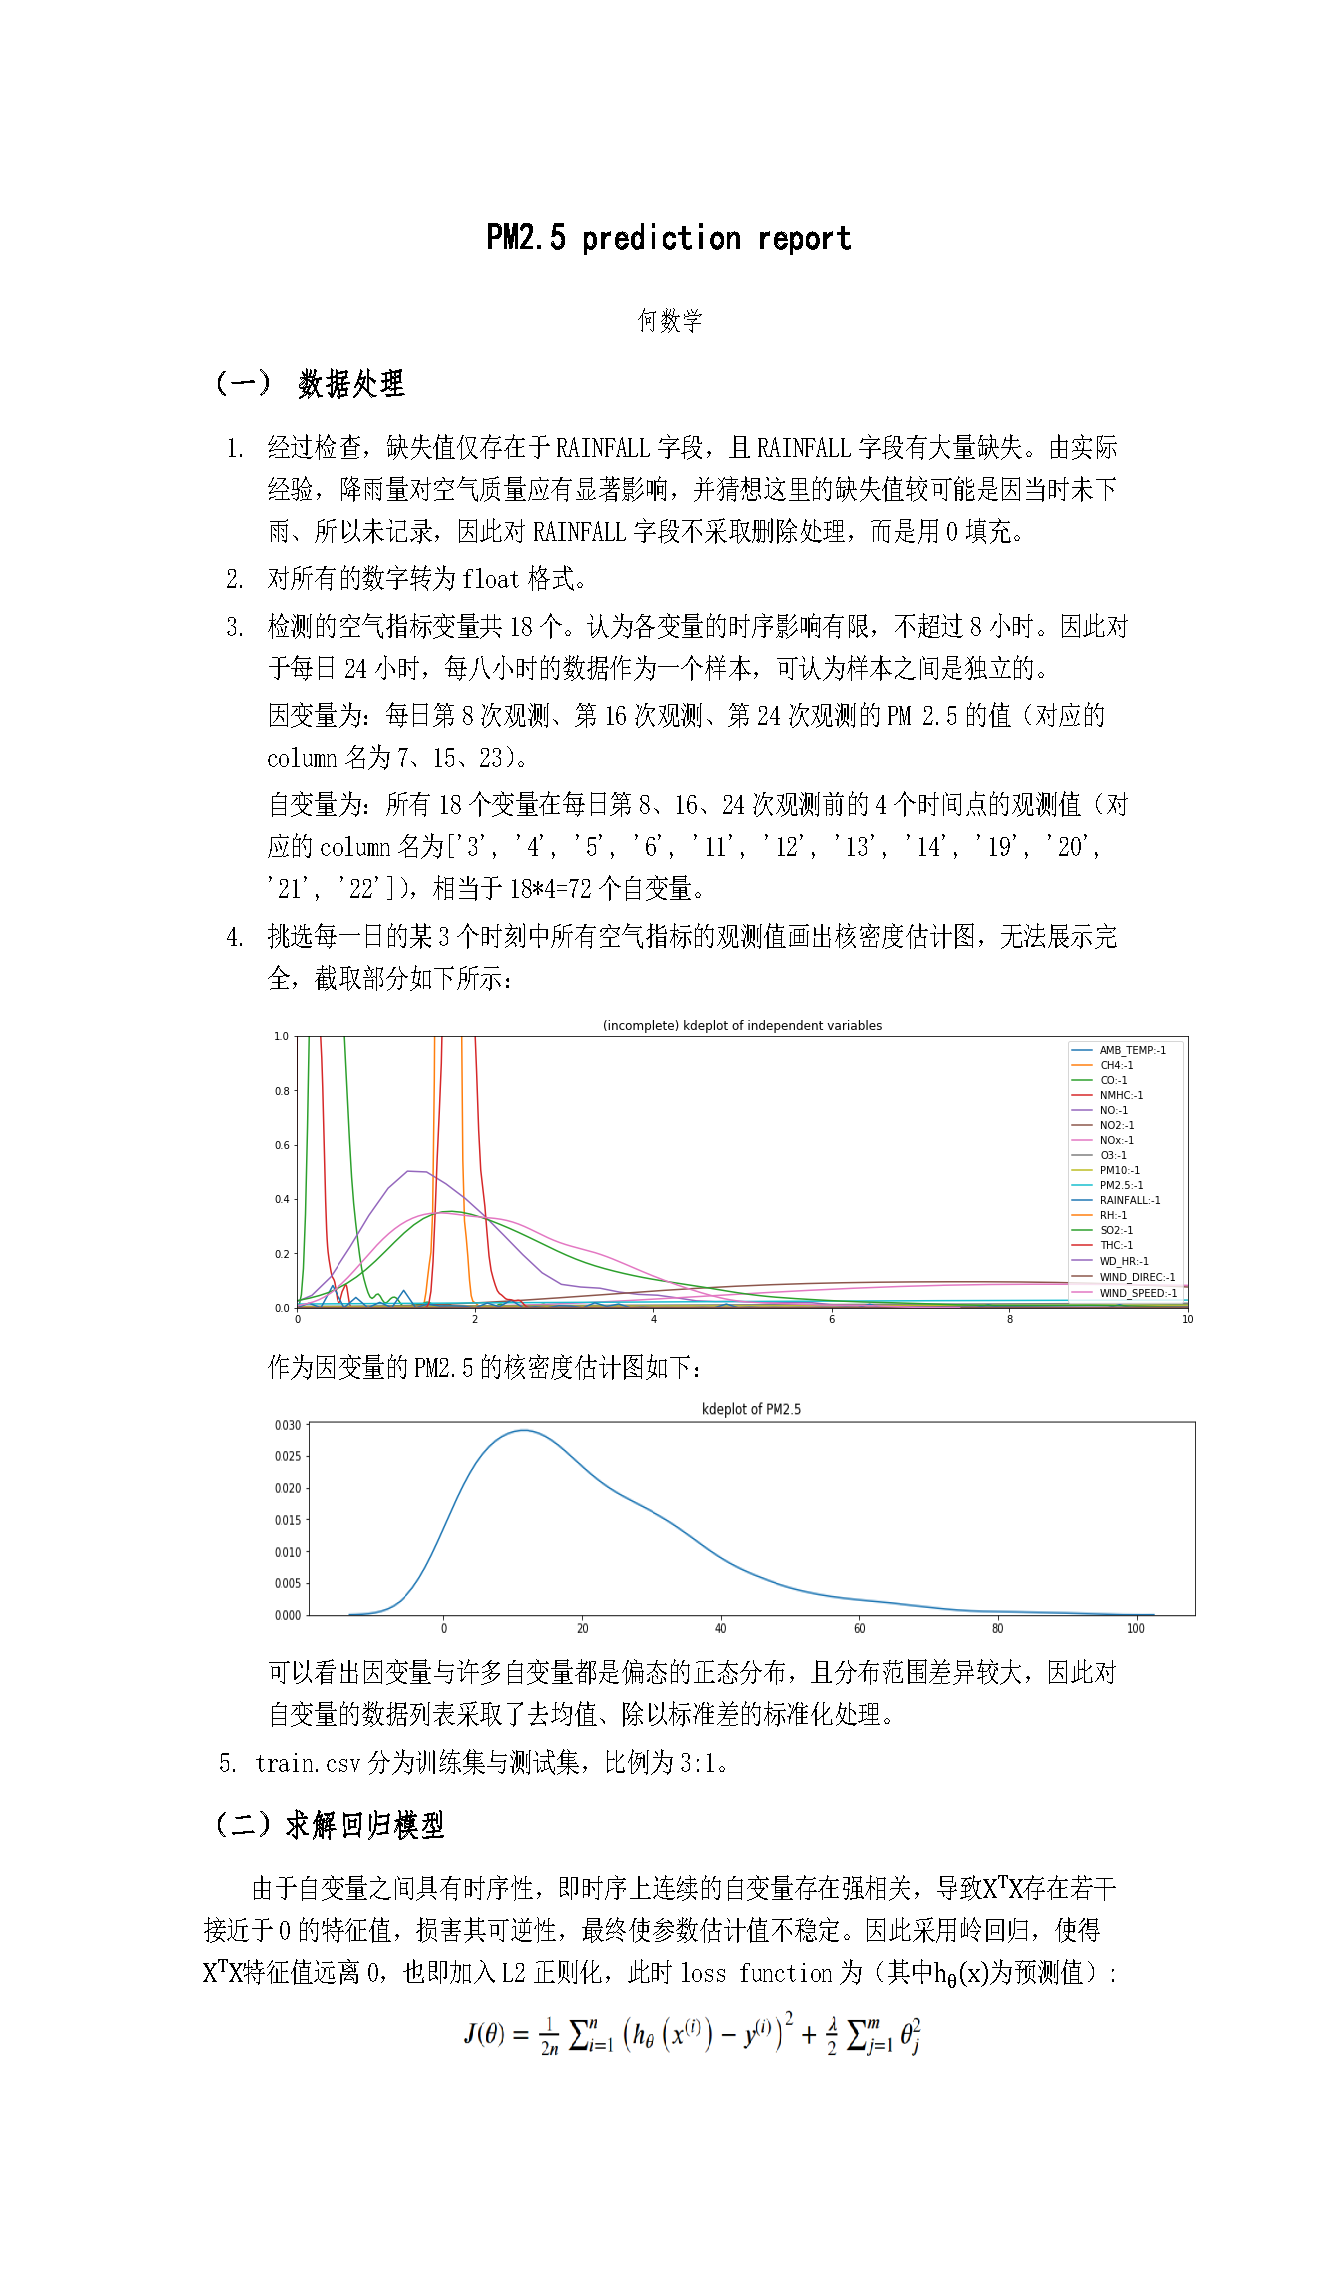 PM2.5 prediction report
何数学
（一） 数据处理
1. 经过检查，缺失值仅存在于 RAINFALL 字段，且 RAINFALL 字段有大量缺失。由实际
经验，降雨量对空气质量应有显著影响，并猜想这里的缺失值较可能是因当时未下
雨、所以未记录，因此对 RAINFALL 字段不采取删除处理，而是用 0 填充。
2. 对所有的数字转为 float 格式。
3. 检测的空气指标变量共 18 个。认为各变量的时序影响有限，不超过 8 小时。因此对
于每日 24 小时，每八小时的数据作为一个样本，可认为样本之间是独立的。
因变量为：每日第 8 次观测、第 16 次观测、第 24 次观测的 PM 2.5 的值（对应的
column 名为 7、15、23）。
自变量为：所有 18 个变量在每日第 8、16、24 次观测前的 4 个时间点的观测值（对
应的 column 名为['3', '4', '5', '6', '11', '12', '13', '14', '19', '20',
'21', '22']），相当于 18*4=72 个自变量。
4. 挑选每一日的某 3 个时刻中所有空气指标的观测值画出核密度估计图，无法展示完
全，截取部分如下所示：
(incomplete) kdeplot of independent variables
1.0
0.8
0.6
0.4
0.2
0.0
0 2 4 6 8 10
AMB_TEMP:-1
CH4:-1
CO:-1
NMHC:-1
NO:-1
NO2:-1
NOx:-1
O3:-1
PM10:-1
PM2.5:-1
RAINFALL:-1
RH:-1
SO2:-1
THC:-1
WD_HR:-1
WIND_DIREC:-1
WIND_SPEED:-1
作为因变量的 PM2.5 的核密度估计图如下：
kdeplot of PM2.5
0.030
0.025
0.020
0.015
0.010
0.005
0.000
0 20 40 60 80 100
可以看出因变量与许多自变量都是偏态的正态分布，且分布范围差异较大，因此对
自变量的数据列表采取了去均值、除以标准差的标准化处理。
5. train.csv 分为训练集与测试集，比例为 3:1。
（二）求解回归模型
由于自变量之间具有时序性，即时序上连续的自变量存在强相关，导致XᵀX存在若干
接近于 0 的特征值，损害其可逆性，最终使参数估计值不稳定。因此采用岭回归，使得
XᵀX特征值远离 0，也即加入 L2 正则化，此时 loss function 为（其中h_θ(x)为预测值）：
J(θ) = \frac{1}{2n} \sum_{i=1}^{n} (h_θ(x^{(i)}) − y^{(i)})^2 + \frac{λ}{2} \sum_{j=1}^{m} θ_j^2